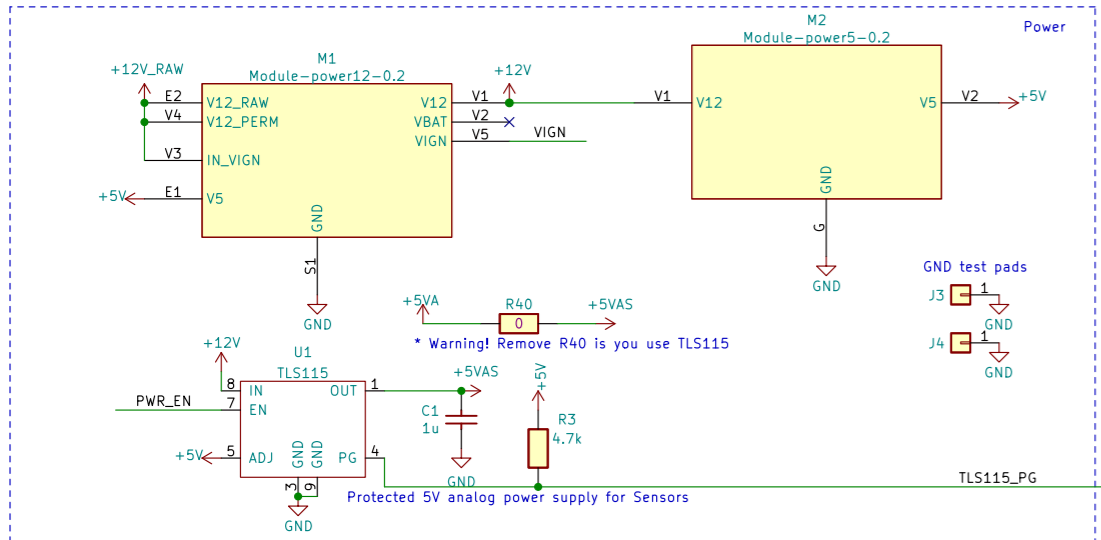 Power
M1
Module-power12-0.2
M2
Module-power5-0.2
+12V_RAW
+12V
E2 V12_RAW V12 V1
V4 V12_PERM VBAT V2
V3 IN_VIGN VIGN V5 VIGN
+5V E1 V5
GND
S1
GND
V1 V12 V5 V2 +5V
GND
G
GND
GND test pads
J3 1
GND
J4 1
GND
+5VA R40 +5VAS
0
* Warning! Remove R40 is you use TLS115
+12V
U1
TLS115
8 IN OUT 1 +5VAS
PWR_EN 7 EN
+5V 5 ADJ GND GND PG 4
3 9
GND
C1
1u
GND
+5V
R3
4.7k
TLS115_PG
Protected 5V analog power supply for Sensors